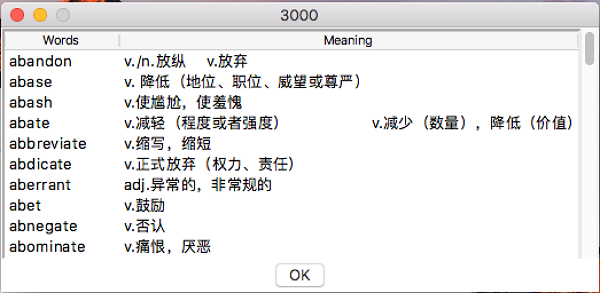 3000
Words Meaning
abandon v./n.放纵 v.放弃
abase v. 降低（地位、职位、威望或尊严）
abash v.使尴尬，使羞愧
abate v.减轻（程度或者强度） v.减少（数量），降低（价值）
abbreviate v.缩写，缩短
abdicate v.正式放弃（权力、责任）
aberrant adj.异常的，非常规的
abet v.鼓励
abnegate v.否认
abominate v.痛恨，厌恶
OK